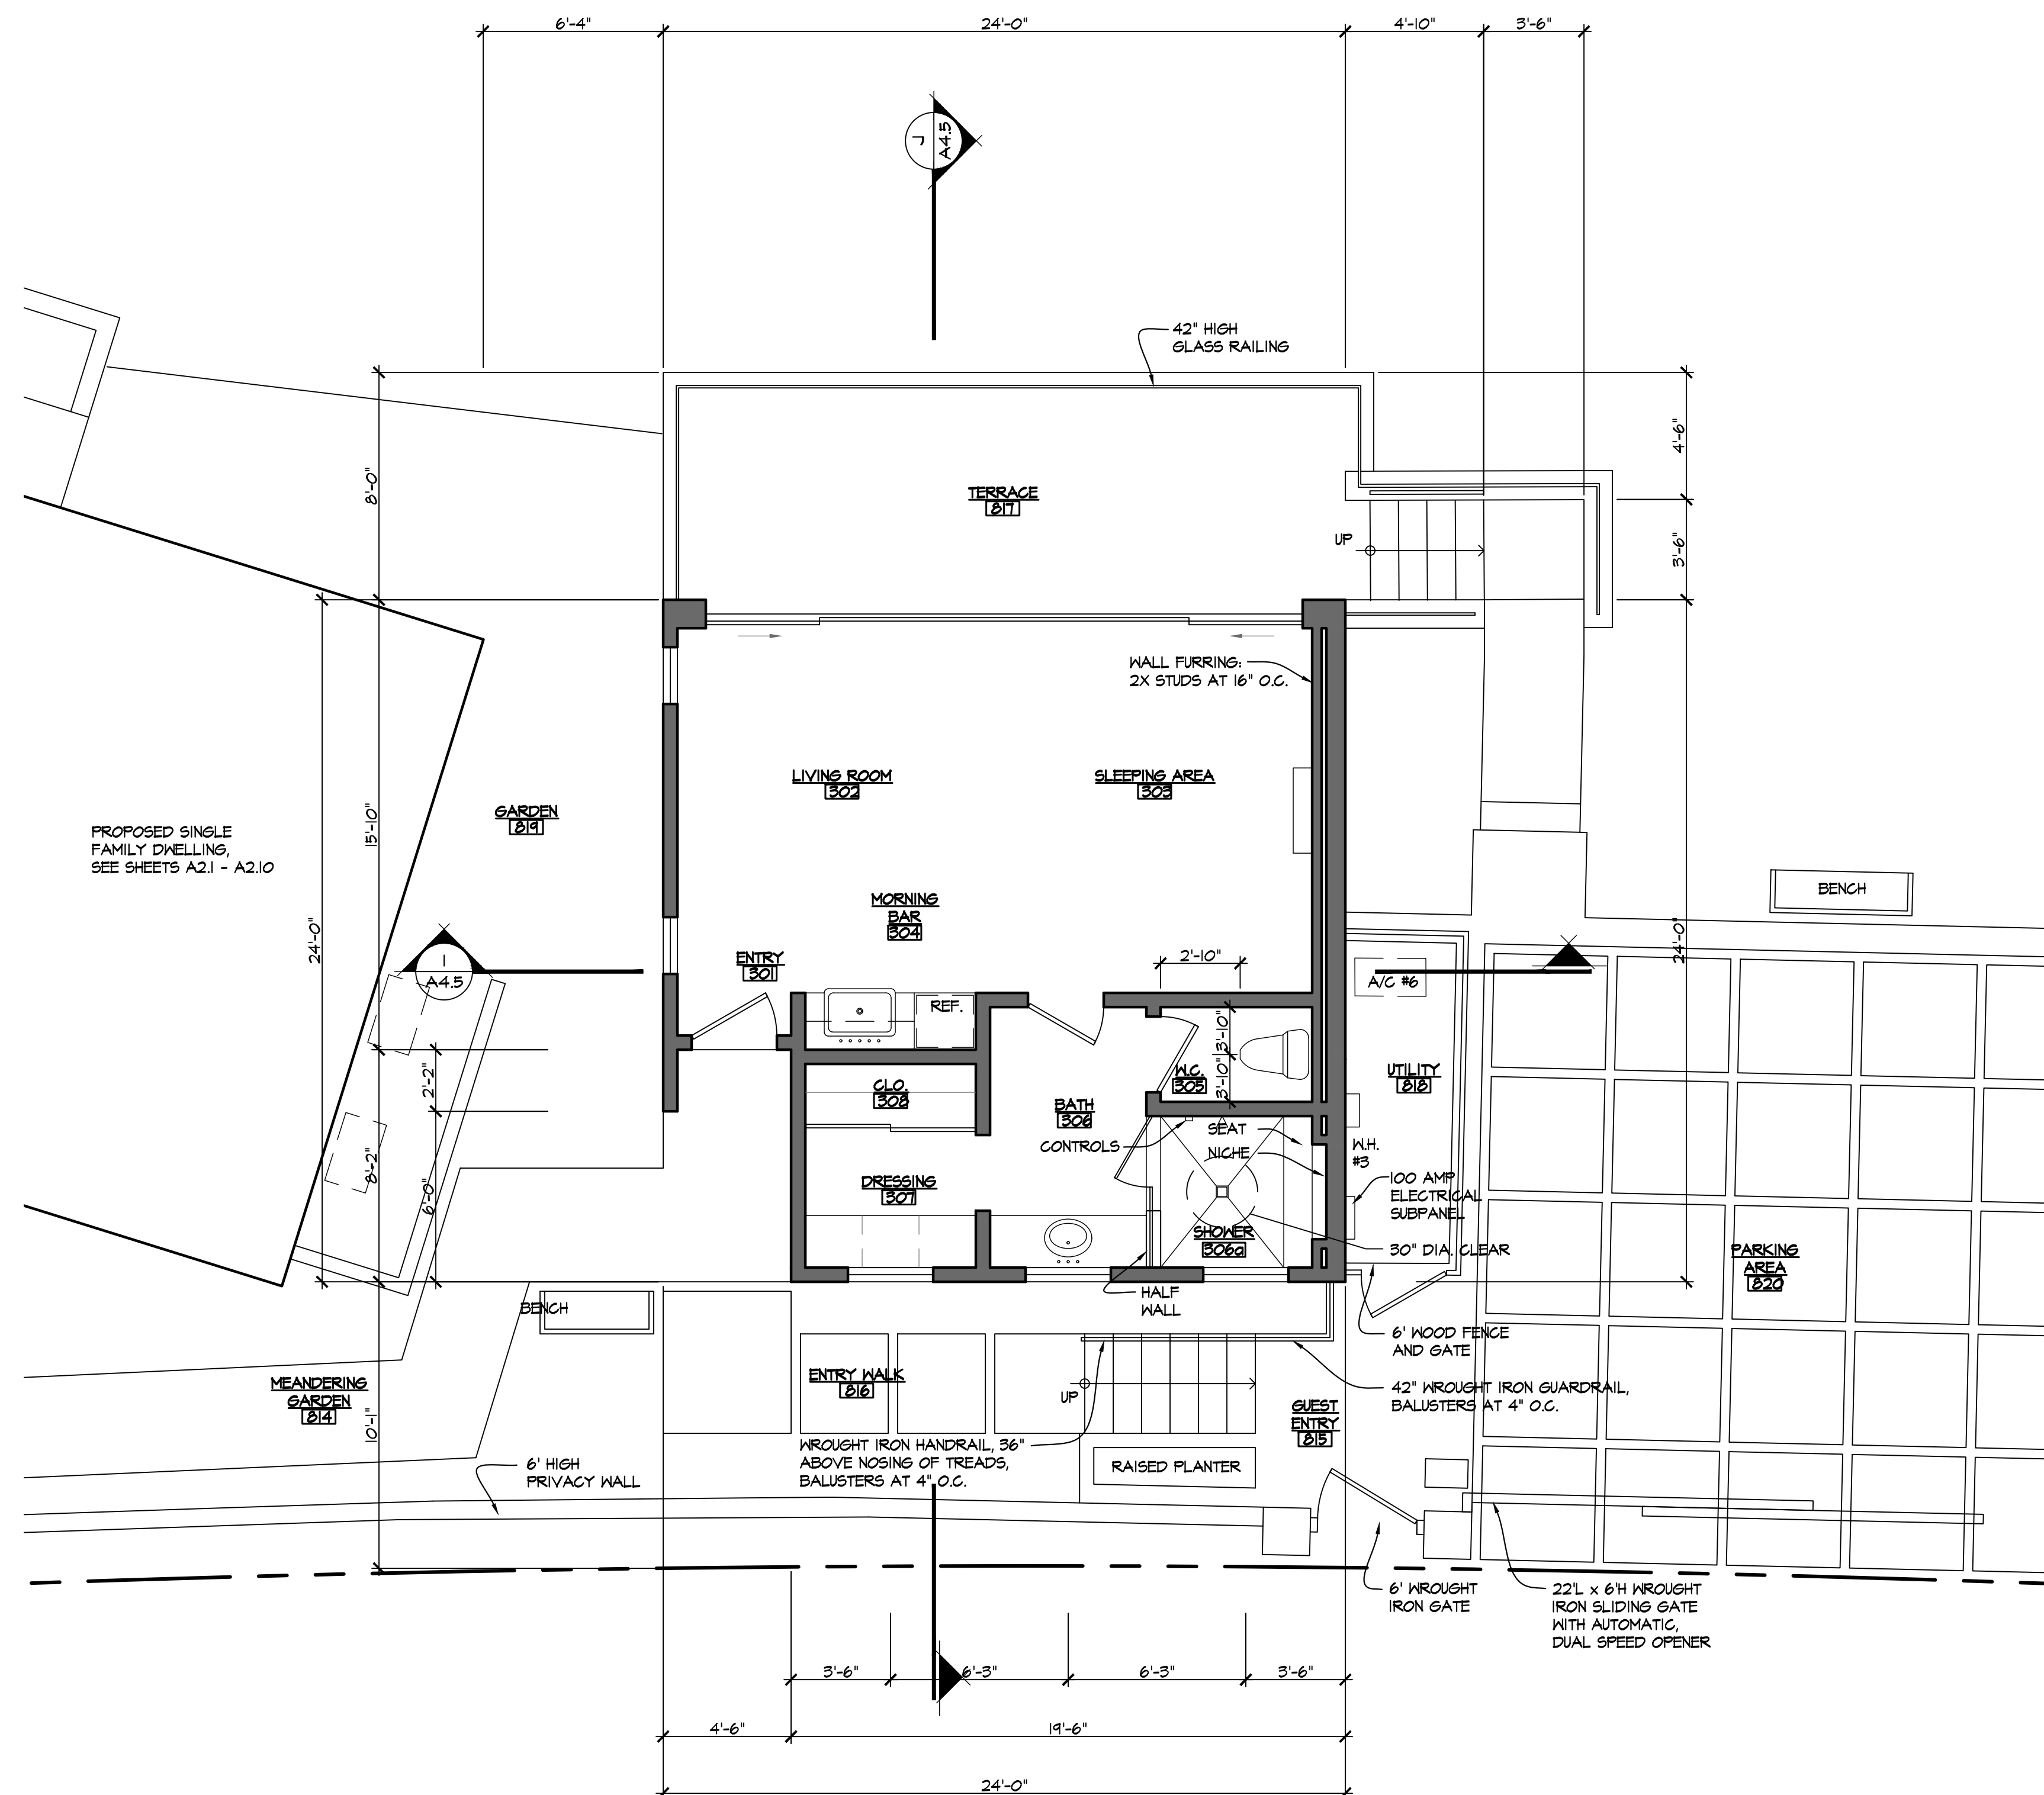 6'-4"
24'-0"
4'-10"
3'-6"
J
A4.5
42" HIGH
GLASS RAILING
4'-6"
8'-0"
TERRACE
817
UP
3'-6"
WALL FURRING:
2X STUDS AT 16" O.C.
LIVING ROOM
302
SLEEPING AREA
303
GARDEN
819
15'-10"
PROPOSED SINGLE
FAMILY DWELLING,
SEE SHEETS A2.1 - A2.10
MORNING
BAR
304
BENCH
24'-0"
24'-0"
ENTRY
301
2'-10"
I
A4.5
A/C #6
REF.
3'-10"
3'-10"
W.C.
305
UTILITY
818
2'-2"
CLO.
308
BATH
306
CONTROLS
SEAT
NICHE
W.H.
#3
8'-2"
6'-0"
DRESSING
307
100 AMP
ELECTRICAL
SUBPANEL
SHOWER
306a
30" DIA. CLEAR
PARKING
AREA
820
BENCH
HALF
WALL
6' WOOD FENCE
AND GATE
MEANDERING
GARDEN
814
ENTRY WALK
816
UP
42" WROUGHT IRON GUARDRAIL,
BALUSTERS AT 4" O.C.
GUEST
ENTRY
815
10'-1"
WROUGHT IRON HANDRAIL, 36"
ABOVE NOSING OF TREADS,
BALUSTERS AT 4" O.C.
RAISED PLANTER
6' HIGH
PRIVACY WALL
6' WROUGHT
IRON GATE
22'L x 6'H WROUGHT
IRON SLIDING GATE
WITH AUTOMATIC,
DUAL SPEED OPENER
3'-6"
6'-3"
6'-3"
3'-6"
4'-6"
19'-6"
24'-0"